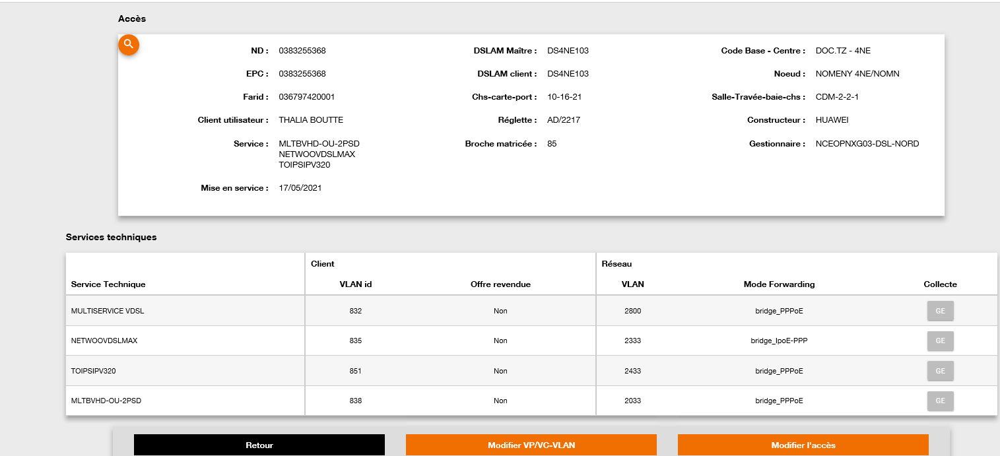 Accès
ND : 0383255368 DSLAM Maître : DS4NE103 Code Base - Centre : DOC.TZ - 4NE
EPC : 0383255368 DSLAM client : DS4NE103 Noeud : NOMENY 4NE/NOMN
Farid : 036797420001 Chs-carte-port : 10-16-21 Salle-Travée-baie-chs : CDM-2-2-1
Client utilisateur : THALIA BOUTTE Réglette : AD/2217 Constructeur : HUAWEI
Service : MLTBVHD-OU-2PSD Broche matricée : 85 Gestionnaire : NCEOPNXG03-DSL-NORD
NETWOOVDSLMAX
TOIPSIPV320
Mise en service : 17/05/2021
Services techniques
Client Réseau
Service Technique VLAN id Offre revendue VLAN Mode Forwarding Collecte
MULTISERVICE VDSL 832 Non 2800 bridge_PPPoE GE
NETWOOVDSLMAX 835 Non 2333 bridge_IpoE-PPP GE
TOIPSIPV320 851 Non 2433 bridge_PPPoE GE
MLTBVHD-OU-2PSD 838 Non 2033 bridge_PPPoE GE
Retour Modifier VP/VC-VLAN Modifier l'accès